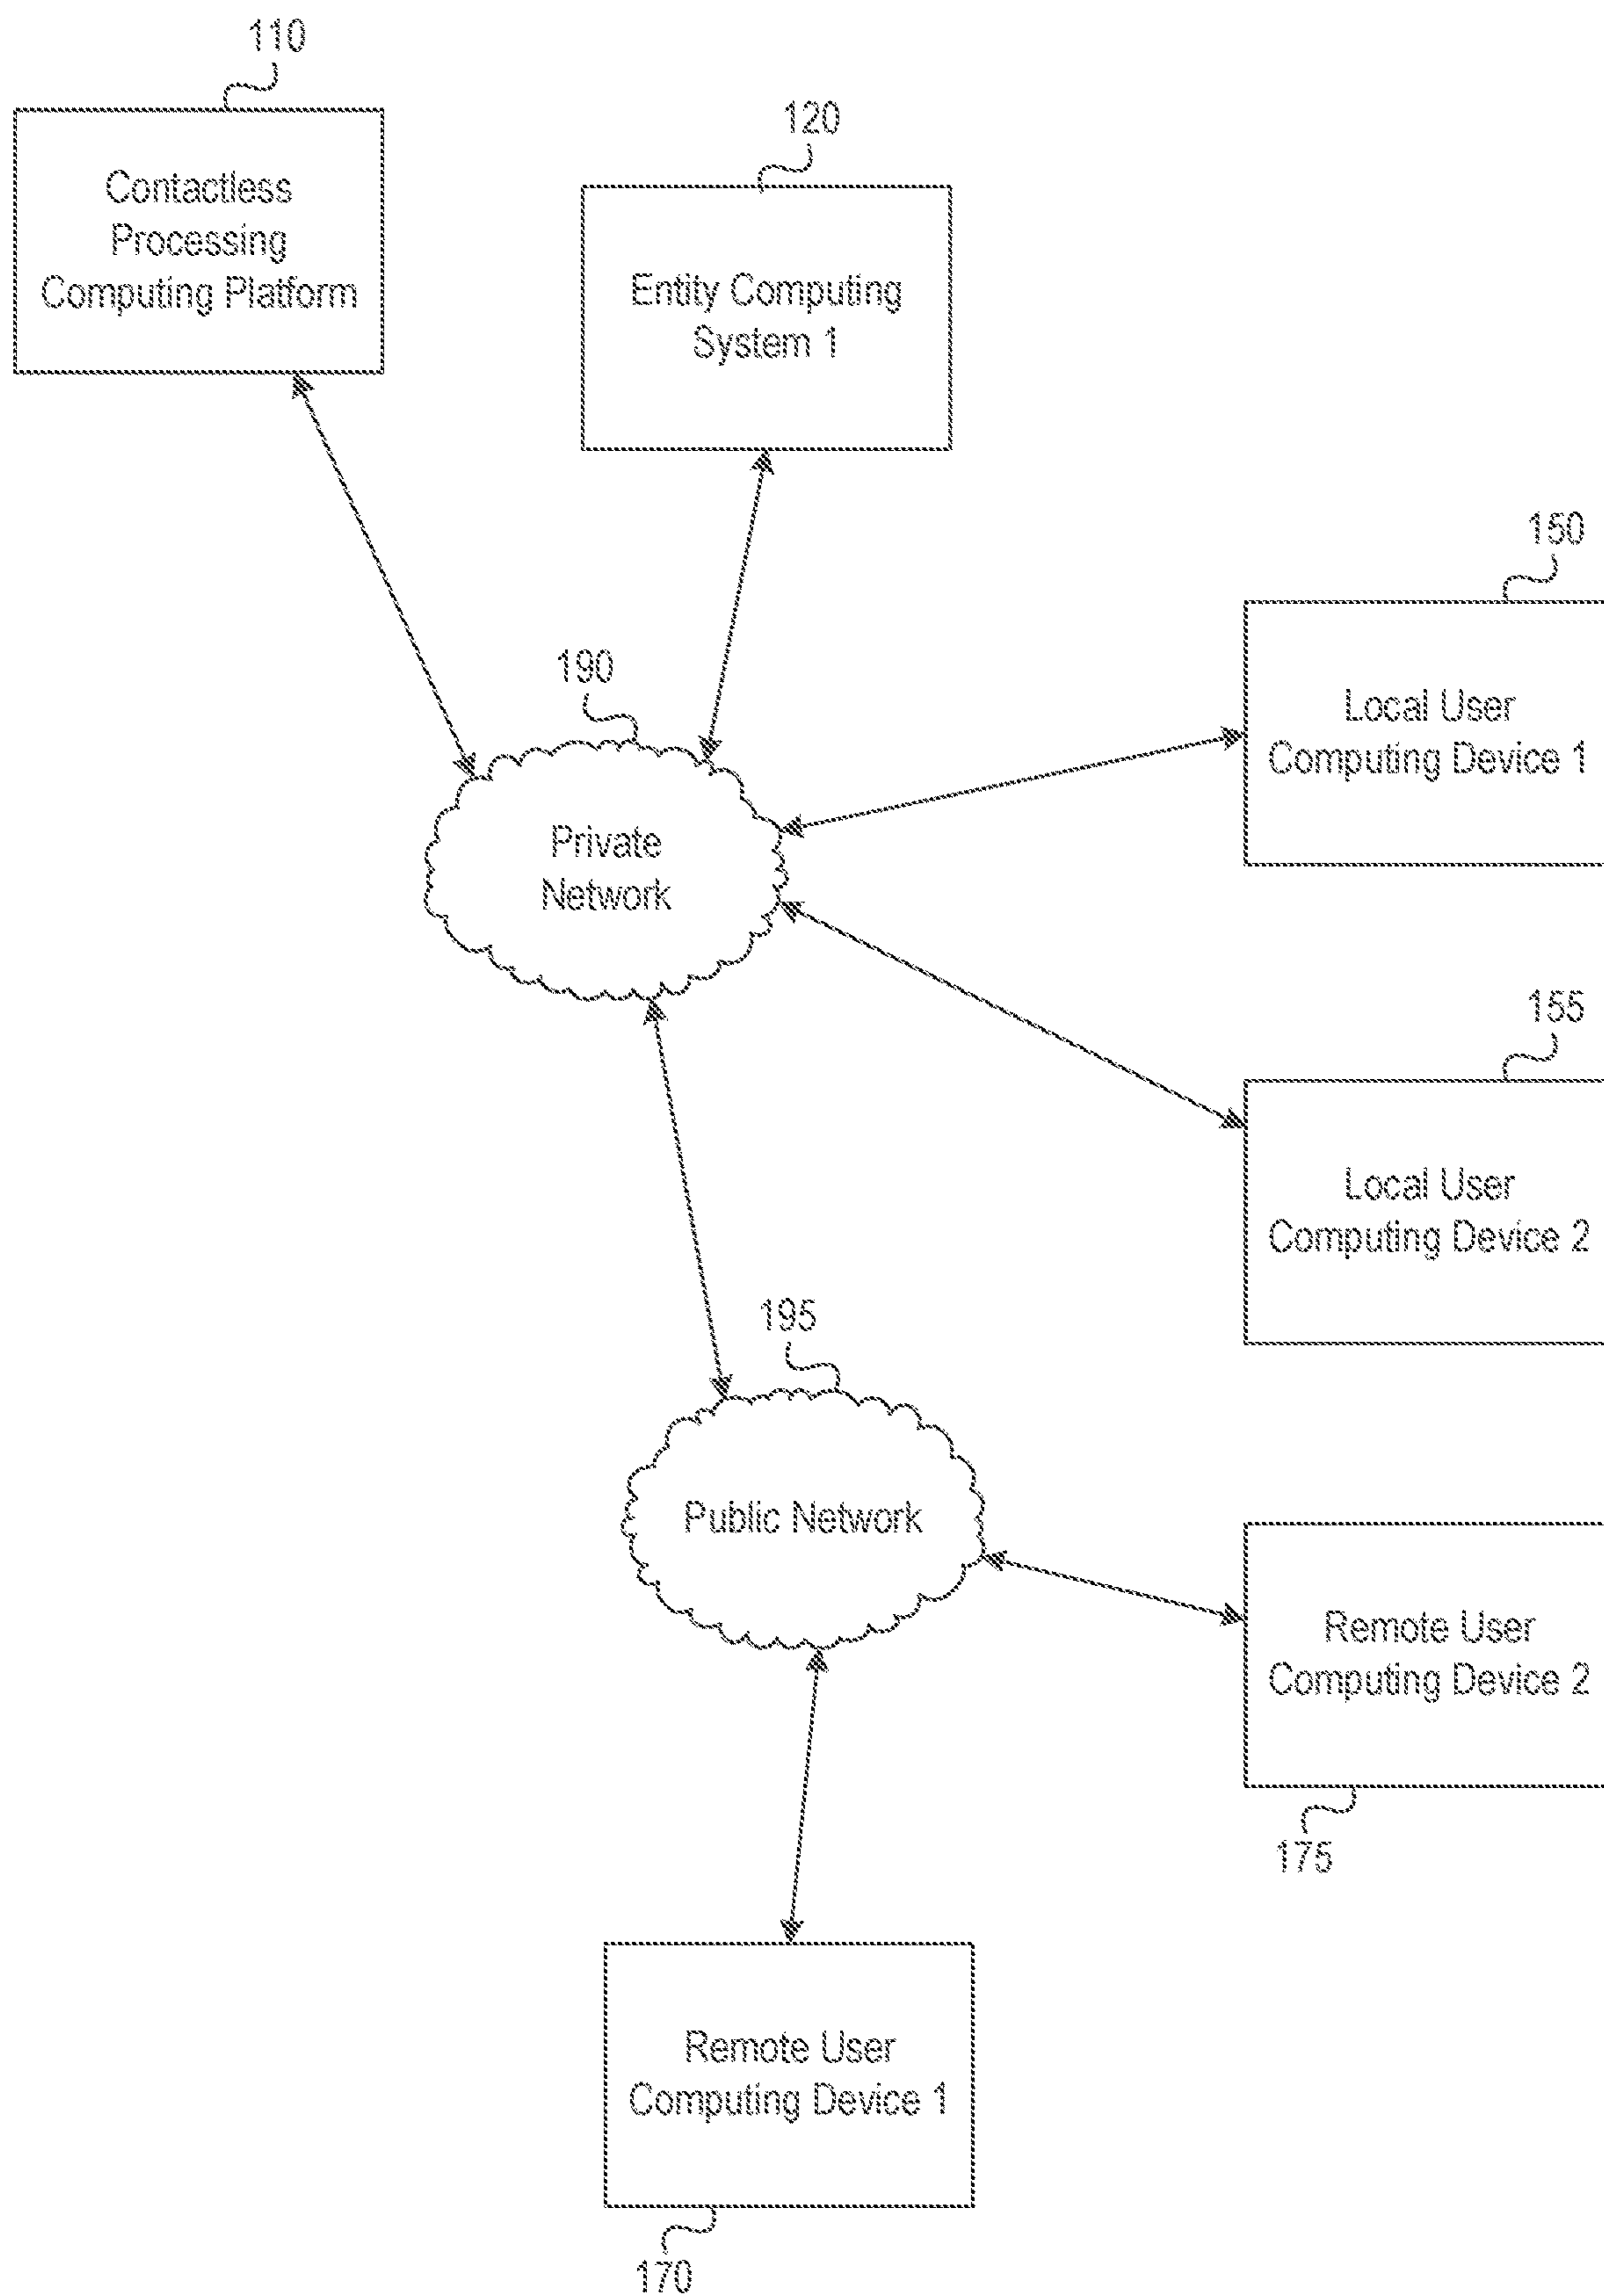 110
Contactless
Processing
Computing Platform
120
Entity Computing
System 1
150
Local User
Computing Device 1
190
Private
Network
155
Local User
Computing Device 2
195
Public Network
Remote User
Computing Device 2
175
Remote User
Computing Device 1
170